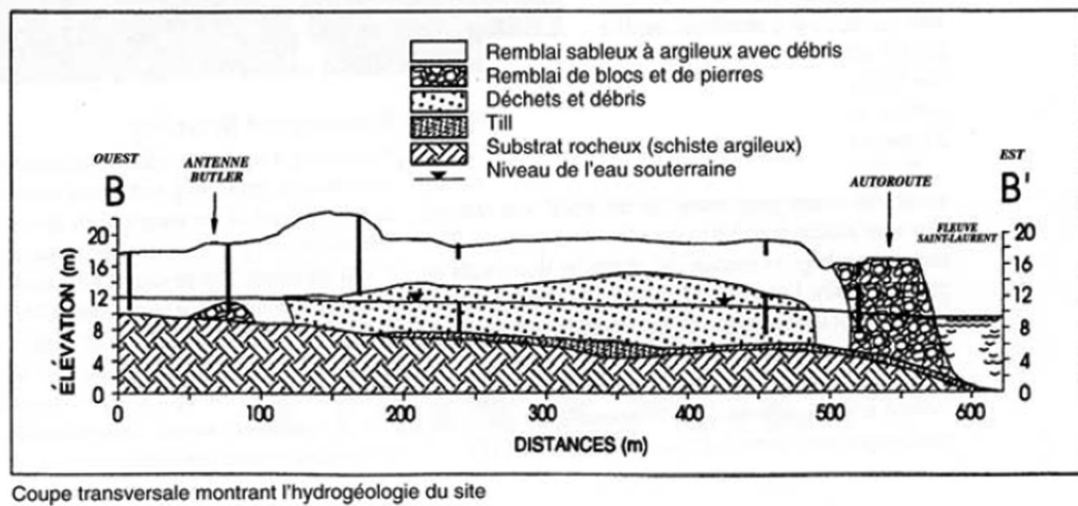 Remblai sableux à argileux avec débris
Remblai de blocs et de pierres
Déchets et débris
Till
Substrat rocheux (schiste argileux)
Niveau de l'eau souterraine
OUEST
B
ANTENNE
BUTLER
EST
B'
AUTOROUTE
FLEUVE
SAINT-LAURENT
ÉLÉVATION (m)
20
16
12
8
4
0
20
16
12
8
4
0
0 100 200 300 400 500 600
DISTANCES (m)
Coupe transversale montrant l'hydrogéologie du site